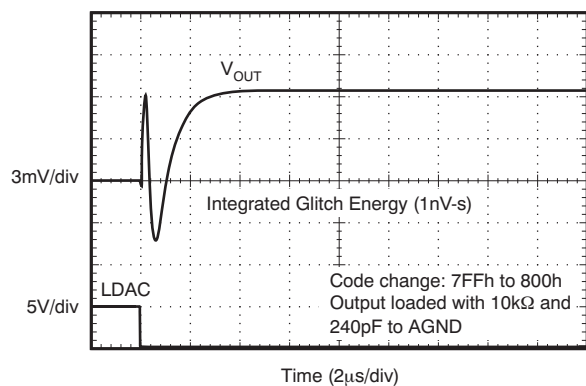 V_OUT
3mV/div
Integrated Glitch Energy (1nV-s)
LDAC
Code change: 7FFh to 800h
5V/div
Output loaded with 10kΩ and
240pF to AGND
Time (2μs/div)